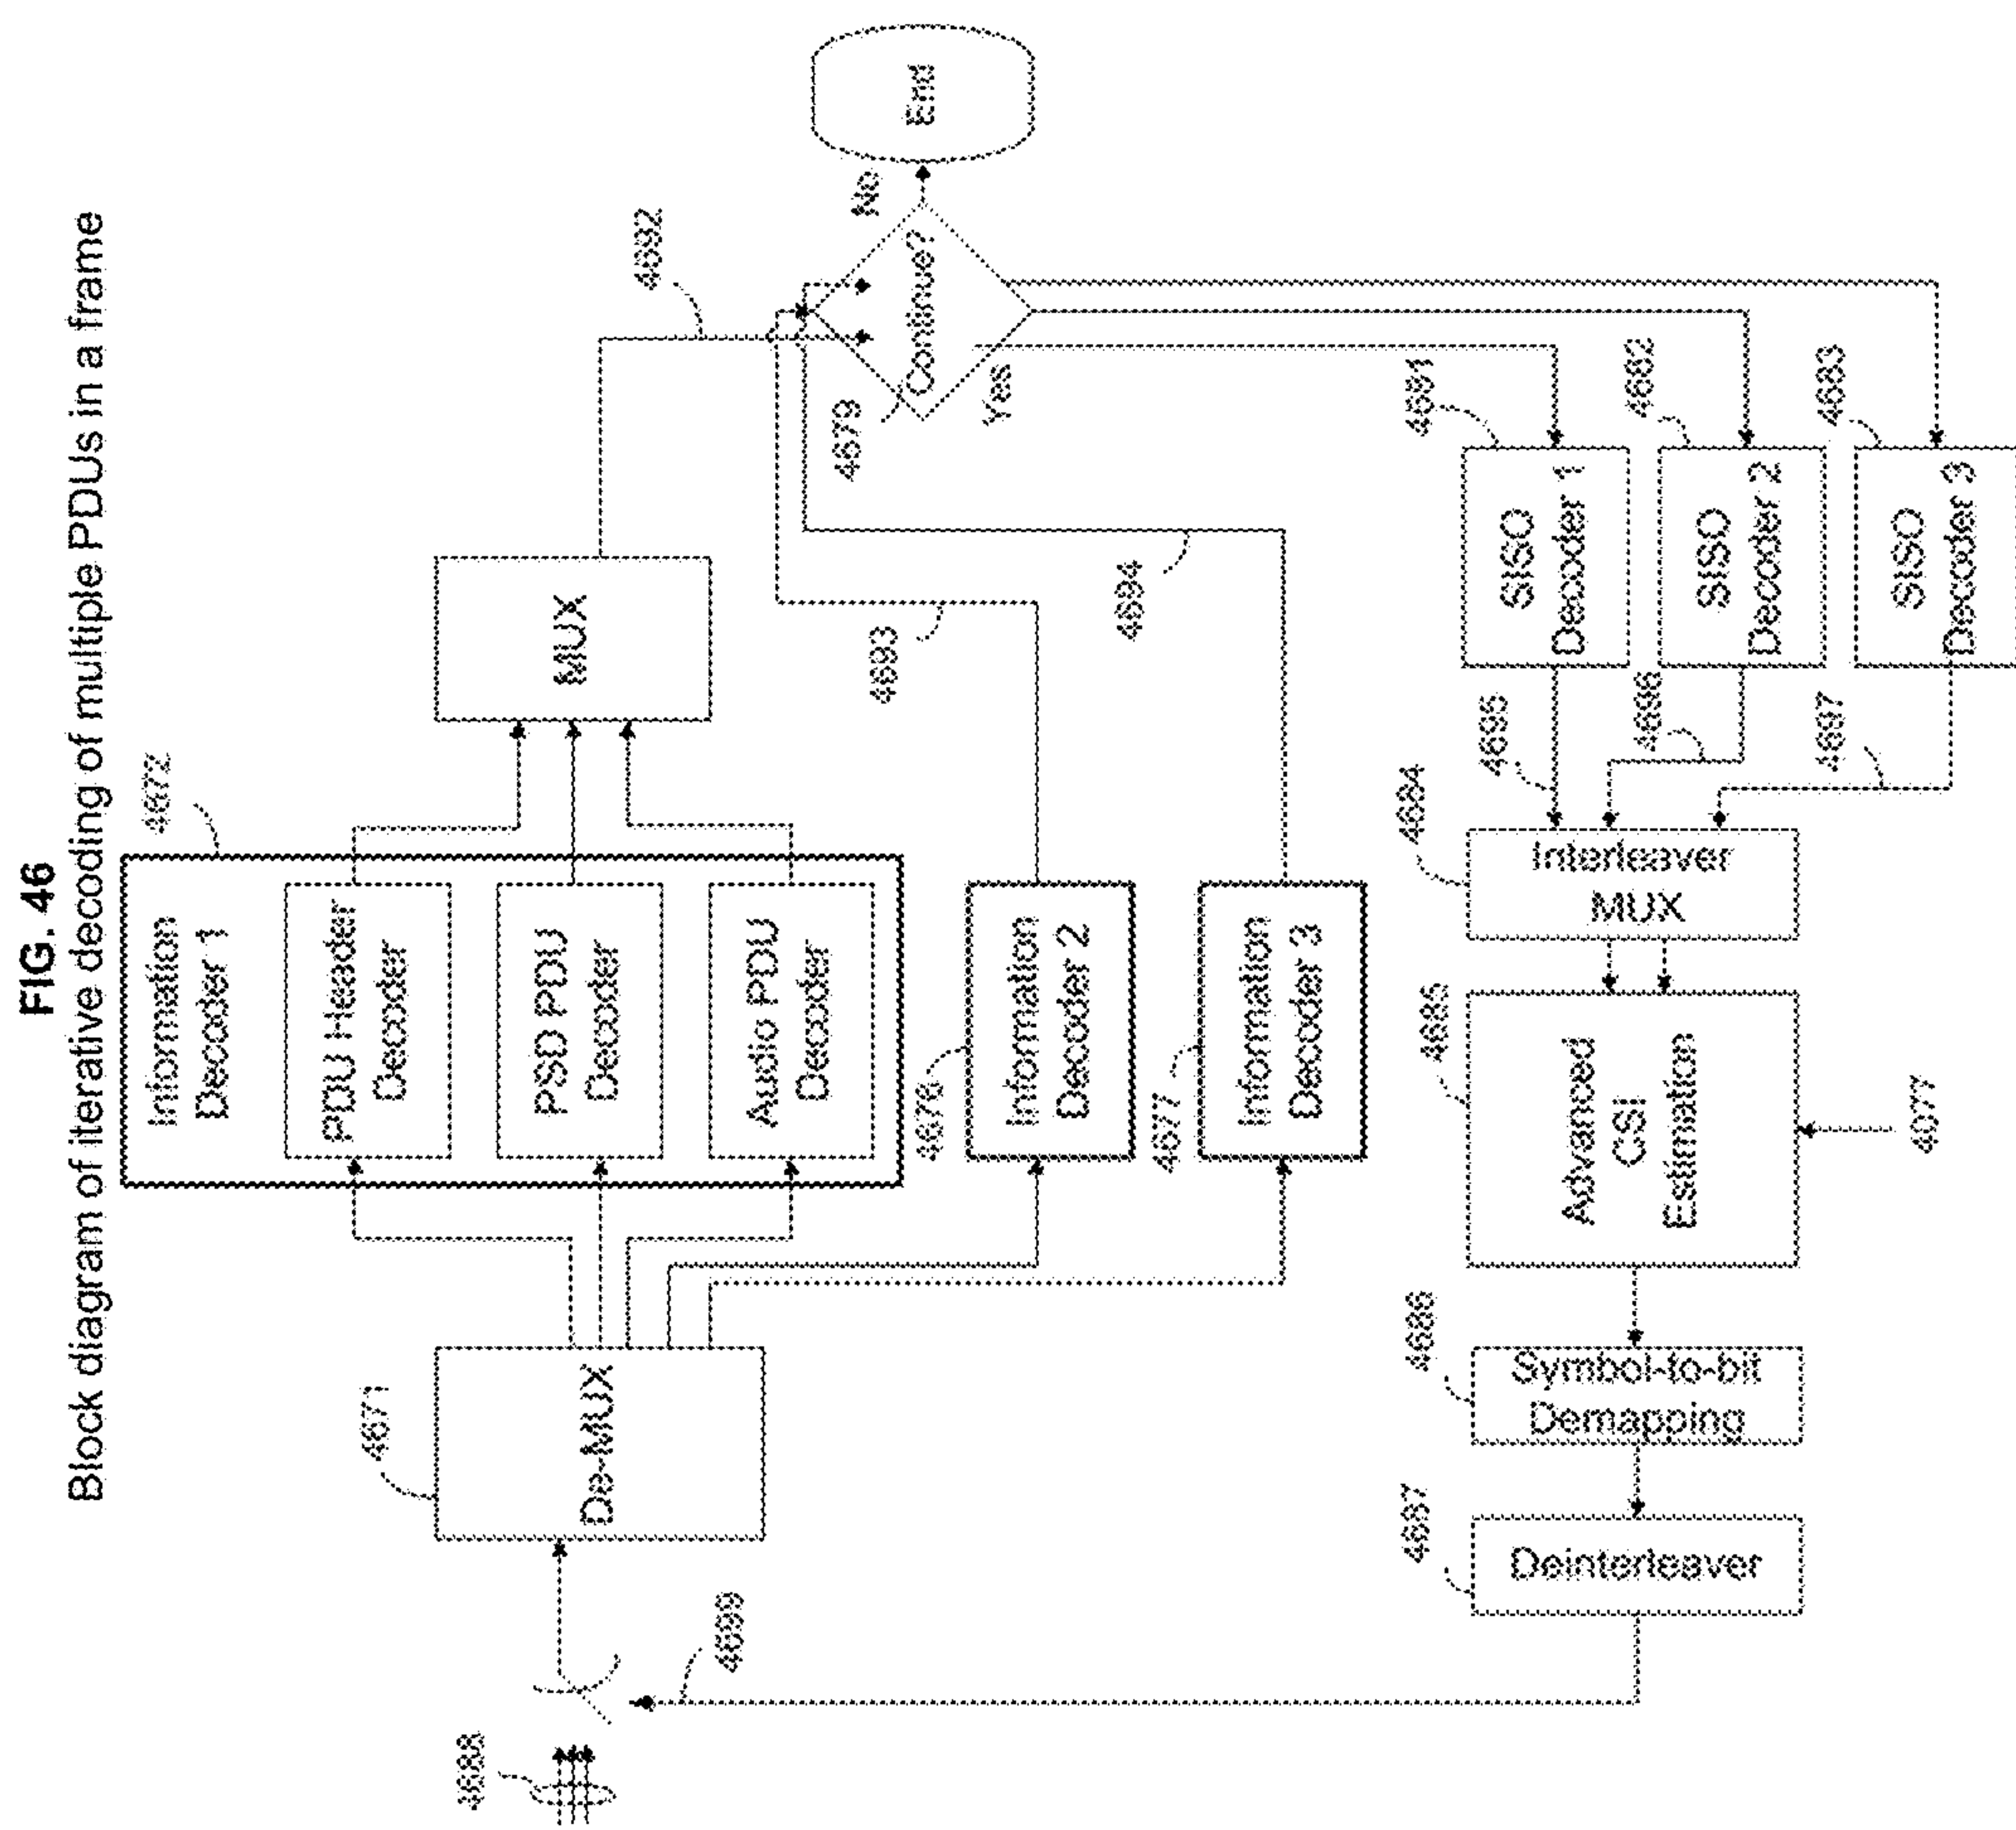 FIG. 46
Block diagram of iterative decoding of multiple PDUs in a frame
4688
4699
4671
De-MUX
4672
Information
Decoder 1
PDU Header
Decoder
PSD PDU
Decoder
Audio PDU
Decoder
4676
Information
Decoder 2
4677
Information
Decoder 3
MUX
4692
4693
4694
4679
Continue?
No
Yes
End
4681
SISO
Decoder 1
4682
SISO
Decoder 2
4683
SISO
Decoder 3
4695
4696
4697
4684
Interleaver
MUX
4685
Advanced
CSI
Estimation
4077
4686
Symbol-to-bit
Demapping
4687
Deinterleaver